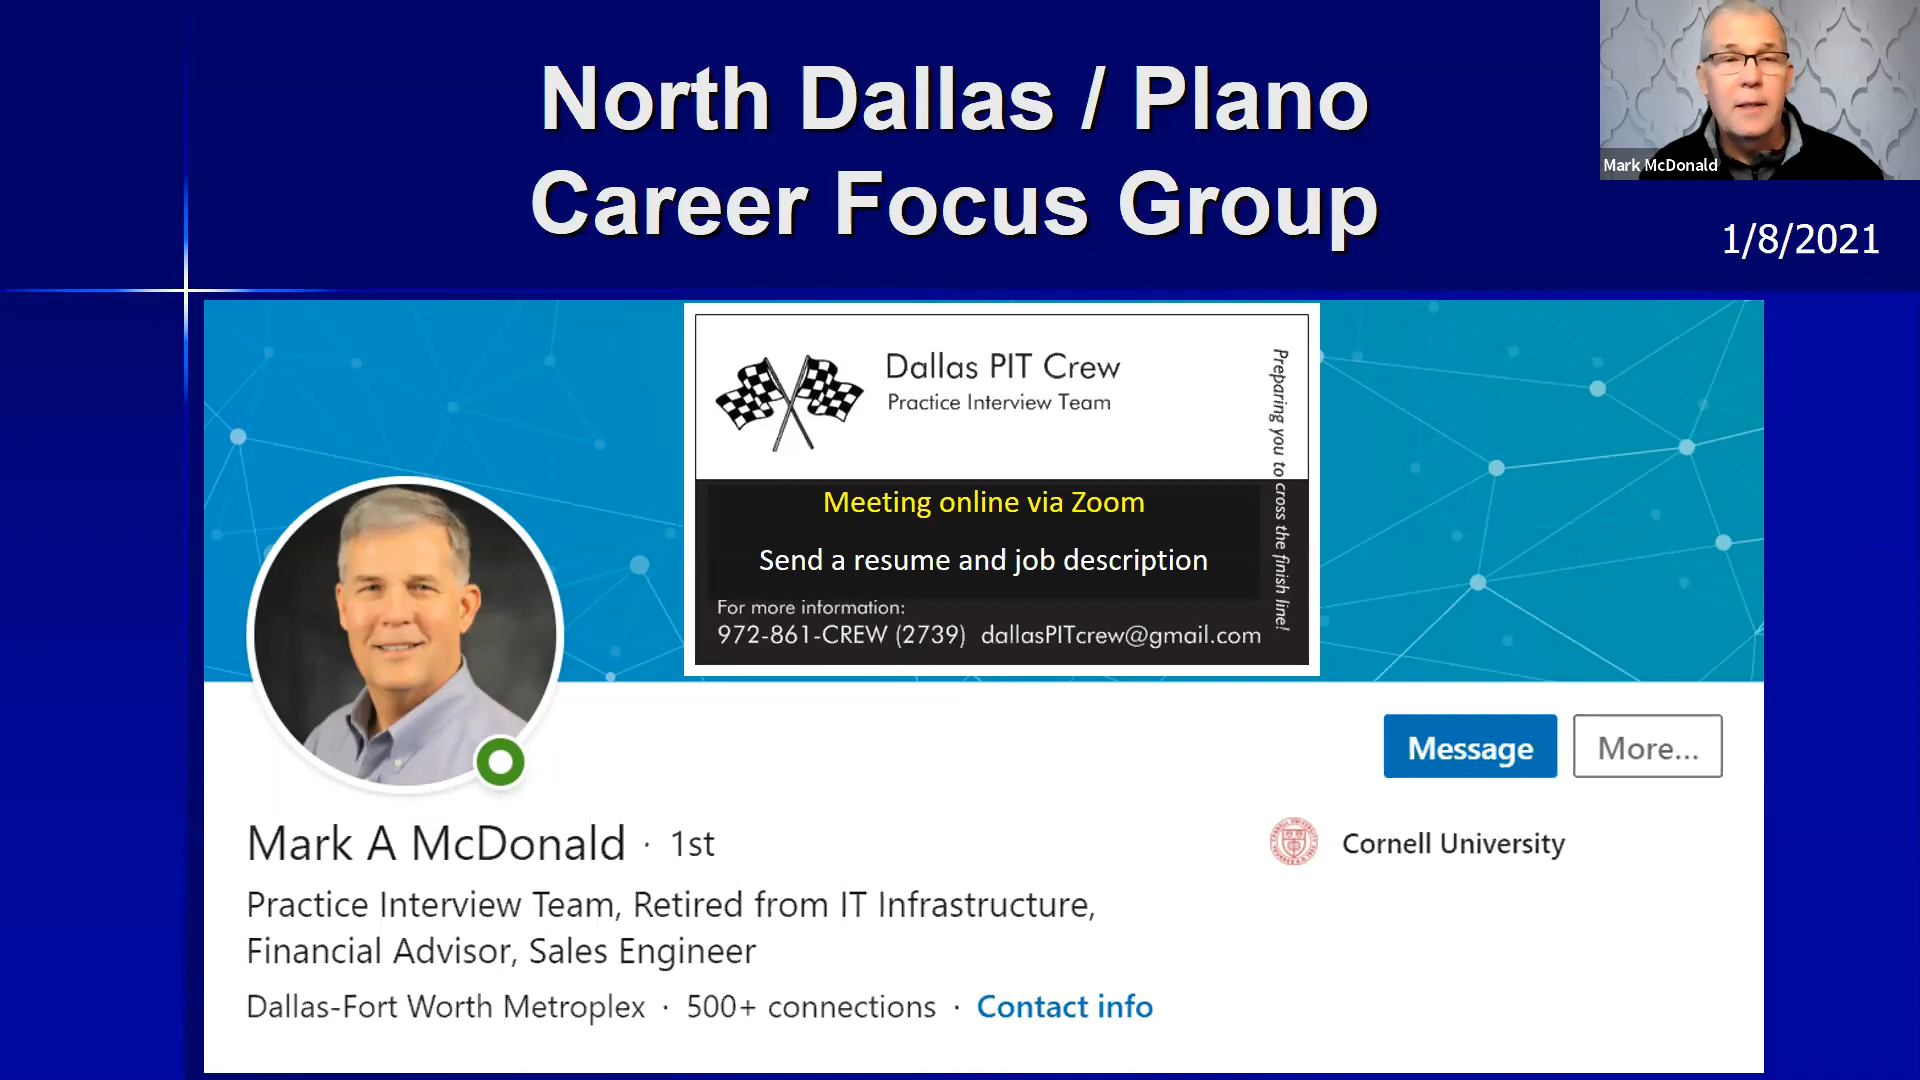 North Dallas / Plano
Career Focus Group
Mark McDonald
1/8/2021
Dallas PIT Crew
Practice Interview Team
Preparing you to cross the finish line!
Meeting online via Zoom
Send a resume and job description
For more information:
972-861-CREW (2739) dallasPITcrew@gmail.com
Message
More...
Mark A McDonald · 1st
Cornell University
Practice Interview Team, Retired from IT Infrastructure,
Financial Advisor, Sales Engineer
Dallas-Fort Worth Metroplex · 500+ connections · Contact info